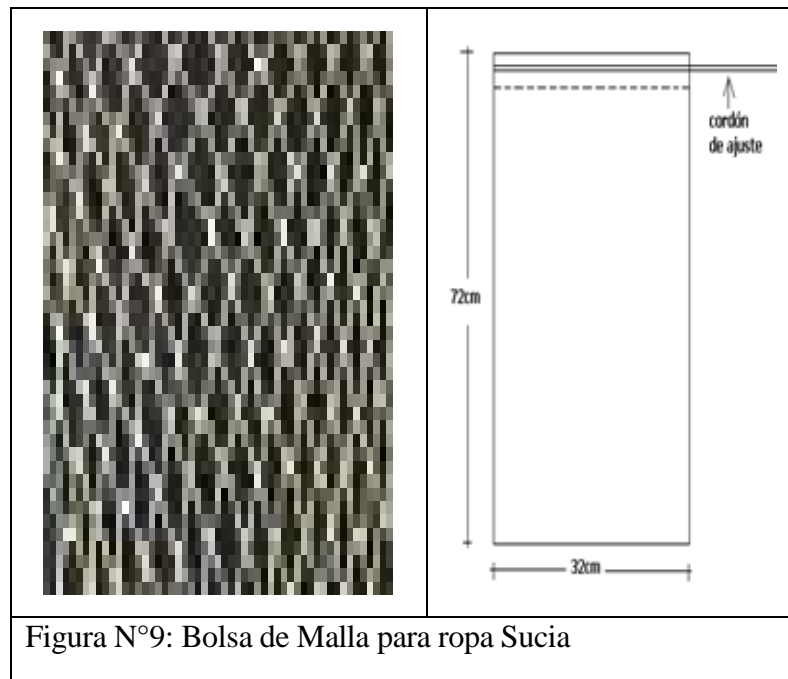 cordón
de ajuste
72cm
32cm
Figura N°9: Bolsa de Malla para ropa Sucia